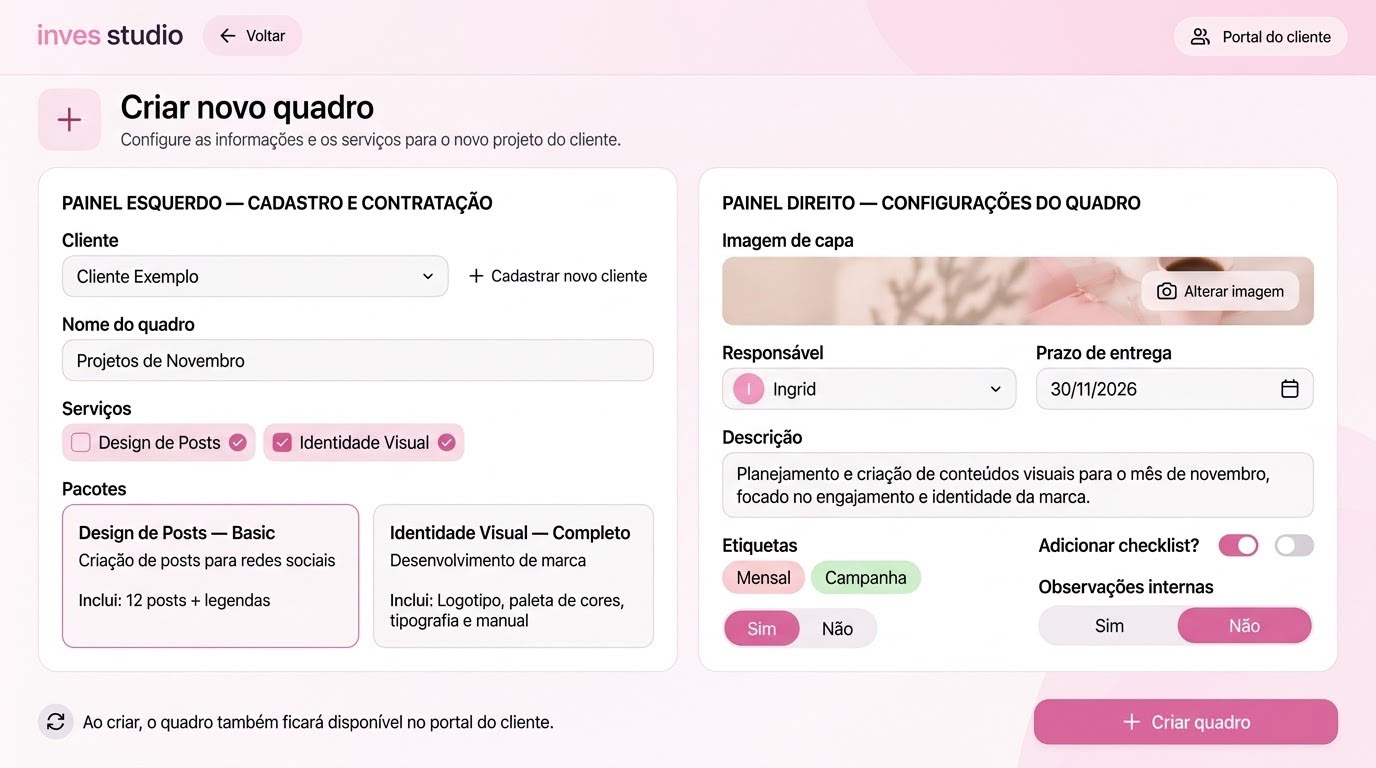 inves studio
Voltar
Portal do cliente
Criar novo quadro
Configure as informações e os serviços para o novo projeto do cliente.
PAINEL ESQUERDO — CADASTRO E CONTRATAÇÃO
Cliente
Cliente Exemplo
Cadastrar novo cliente
Nome do quadro
Projetos de Novembro
Serviços
Design de Posts
Identidade Visual
Pacotes
Design de Posts — Basic
Criação de posts para redes sociais
Inclui: 12 posts + legendas
Identidade Visual — Completo
Desenvolvimento de marca
Inclui: Logotipo, paleta de cores,
tipografia e manual
PAINEL DIREITO — CONFIGURAÇÕES DO QUADRO
Imagem de capa
Alterar imagem
Responsável
I Ingrid
Prazo de entrega
30/11/2026
Descrição
Planejamento e criação de conteúdos visuais para o mês de novembro,
focado no engajamento e identidade da marca.
Etiquetas
Mensal
Campanha
Sim
Não
Adicionar checklist?
Observações internas
Sim
Não
Ao criar, o quadro também ficará disponível no portal do cliente.
Criar quadro